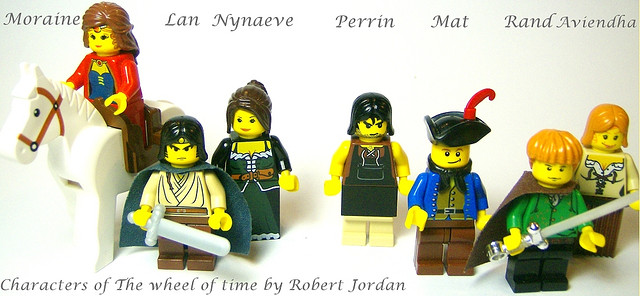 Moraine Lan Nynaeve Perrin Mat Rand Aviendha
Characters of The wheel of time by Robert Jordan